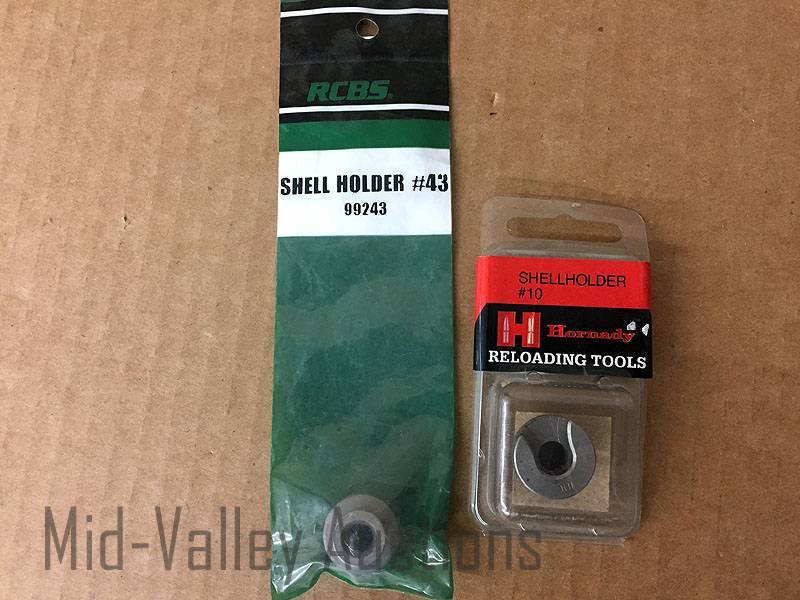 RCBS
SHELL HOLDER #43
99243
SHELLHOLDER
#10
H Hornady
RELOADING TOOLS
Mid-Valley Auctions